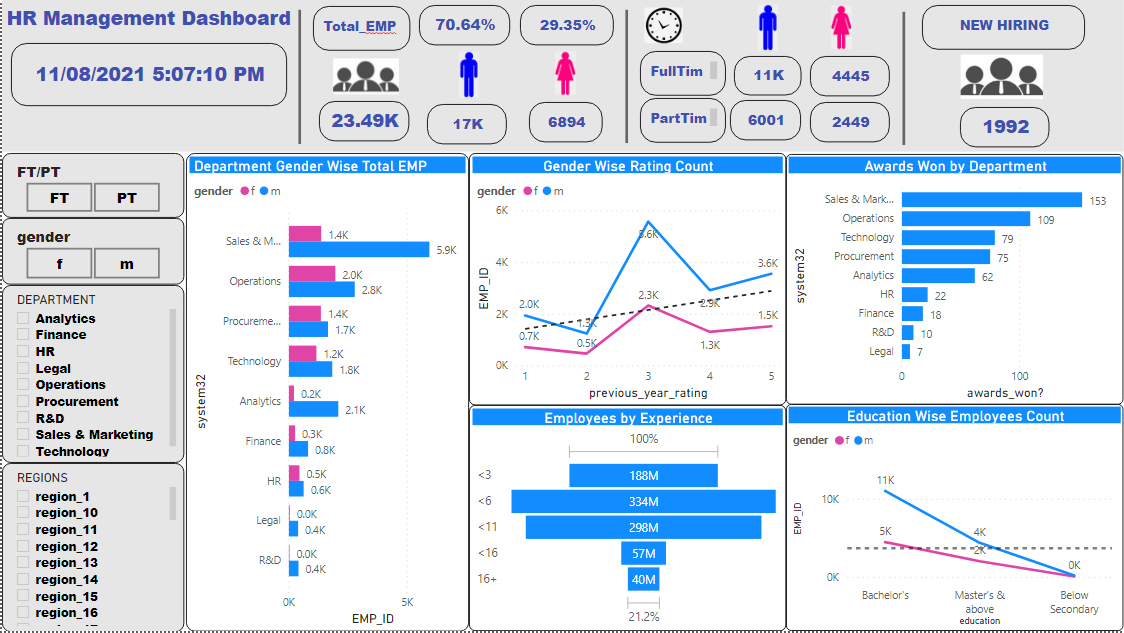 HR Management Dashboard
11/08/2021 5:07:10 PM
Total_EMP
70.64%
29.35%
23.49K
17K
6894
FullTim
11K
4445
PartTim
6001
2449
NEW HIRING
1992
FT/PT
FT PT
gender
f m
DEPARTMENT
Analytics
Finance
HR
Legal
Operations
Procurement
R&D
Sales & Marketing
Technology
REGIONS
region_1
region_10
region_11
region_12
region_13
region_14
region_15
region_16
Department Gender Wise Total EMP
gender f m
system32
Sales & M... 1.4K
5.9K
Operations 2.0K
2.8K
Procureme... 1.4K
1.7K
Technology 1.2K
1.8K
Analytics 0.2K
2.1K
Finance 0.3K
0.8K
HR 0.5K
0.6K
Legal 0.0K
0.4K
R&D 0.0K
0.4K
0K 5K
EMP_ID
Gender Wise Rating Count
gender f m
EMP_ID
6K
4K
2K
0K
2.0K
1.3K
5.6K
2.9K
3.6K
0.7K
0.5K
2.3K
1.3K
1.5K
1 2 3 4 5
previous_year_rating
Awards Won by Department
system32
Sales & Mark... 153
Operations 109
Technology 79
Procurement 75
Analytics 62
HR 22
Finance 18
R&D 10
Legal 7
0 100
awards_won?
Employees by Experience
100%
<3 188M
<6 334M
<11 298M
<16 57M
16+ 40M
21.2%
Education Wise Employees Count
gender f m
EMP_ID
10K
0K
11K
5K
4K
2K
0K
Bachelor's
Master's &
above
Below
Secondary
education